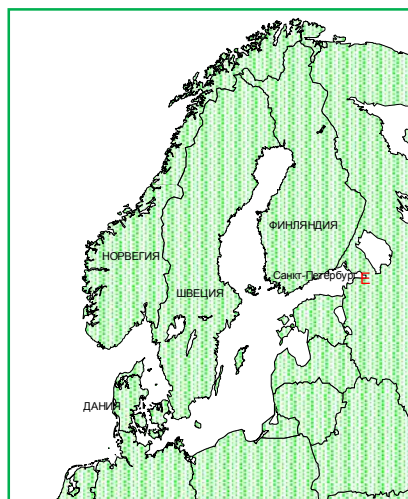 ФИНЛЯНДИЯ
НОРВЕГИЯ
Санкт-Петербург E
ШВЕЦИЯ
ДАНИЯ